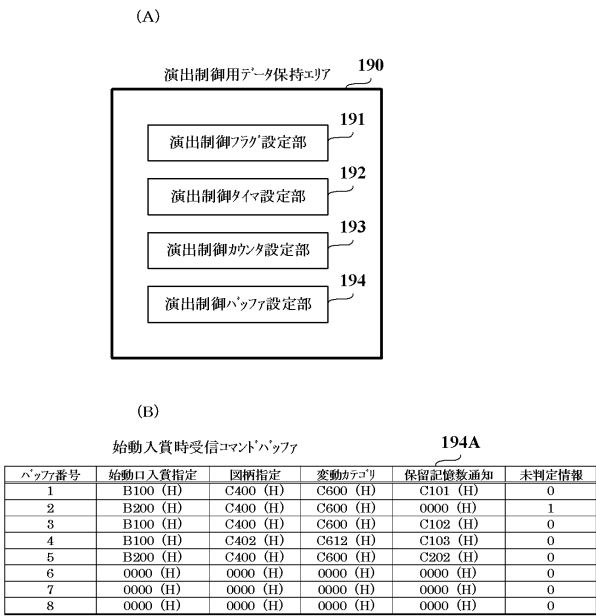 (A)
演出制御用データ保持エリア
190
演出制御フラグ設定部
191
演出制御タイマ設定部
192
演出制御カウンタ設定部
193
演出制御バッファ設定部
194
(B)
始動入賞時受信コマンドバッファ
194A
バッファ番号 始動口入賞指定 図柄指定 変動カテゴリ 保留記憶数通知 未判定情報
1 B100 (H) C400 (H) C600 (H) C101 (H) 0
2 B200 (H) C400 (H) C600 (H) 0000 (H) 1
3 B100 (H) C400 (H) C600 (H) C102 (H) 0
4 B100 (H) C402 (H) C612 (H) C103 (H) 0
5 B200 (H) C400 (H) C600 (H) C202 (H) 0
6 0000 (H) 0000 (H) 0000 (H) 0000 (H) 0
7 0000 (H) 0000 (H) 0000 (H) 0000 (H) 0
8 0000 (H) 0000 (H) 0000 (H) 0000 (H) 0